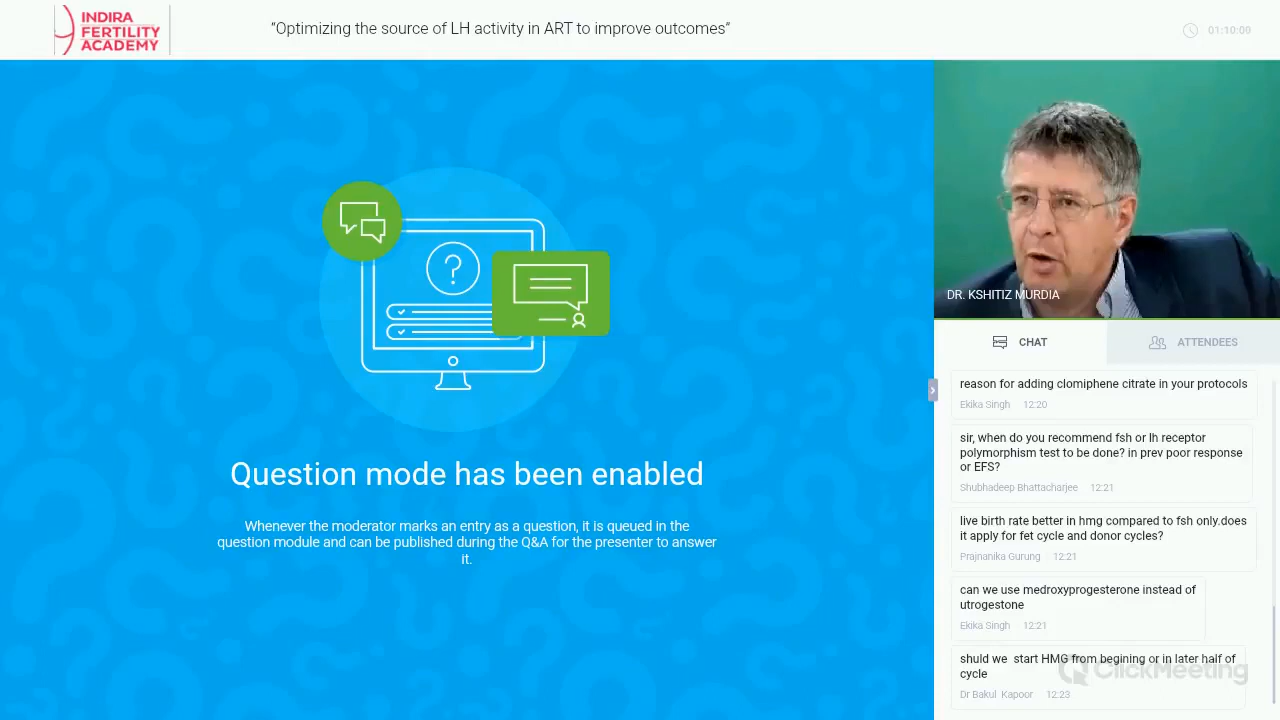 INDIRA
FERTILITY
ACADEMY
“Optimizing the source of LH activity in ART to improve outcomes”
01:10:09
?
Question mode has been enabled
Whenever the moderator marks an entry as a question, it is queued in the
question module and can be published during the Q&A for the presenter to answer
it.
DR. KSHITIZ MURDIA
CHAT
ATTENDEES
reason for adding clomiphene citrate in your protocols
Ekika Singh 12:20
sir, when do you recommend fsh or lh receptor
polymorphism test to be done? in prev poor response
or EFS?
Shubhadeep Bhattacharjee 12:21
live birth rate better in hmg compared to fsh only.does
it apply for fet cycle and donor cycles?
Prajnanika Gurung 12:21
can we use medroxyprogesterone instead of
utrogestone
Ekika Singh 12:21
shuld we start HMG from begining or in later half of
cycle
Dr Bakul Kapoor 12:23
ClickMeeting